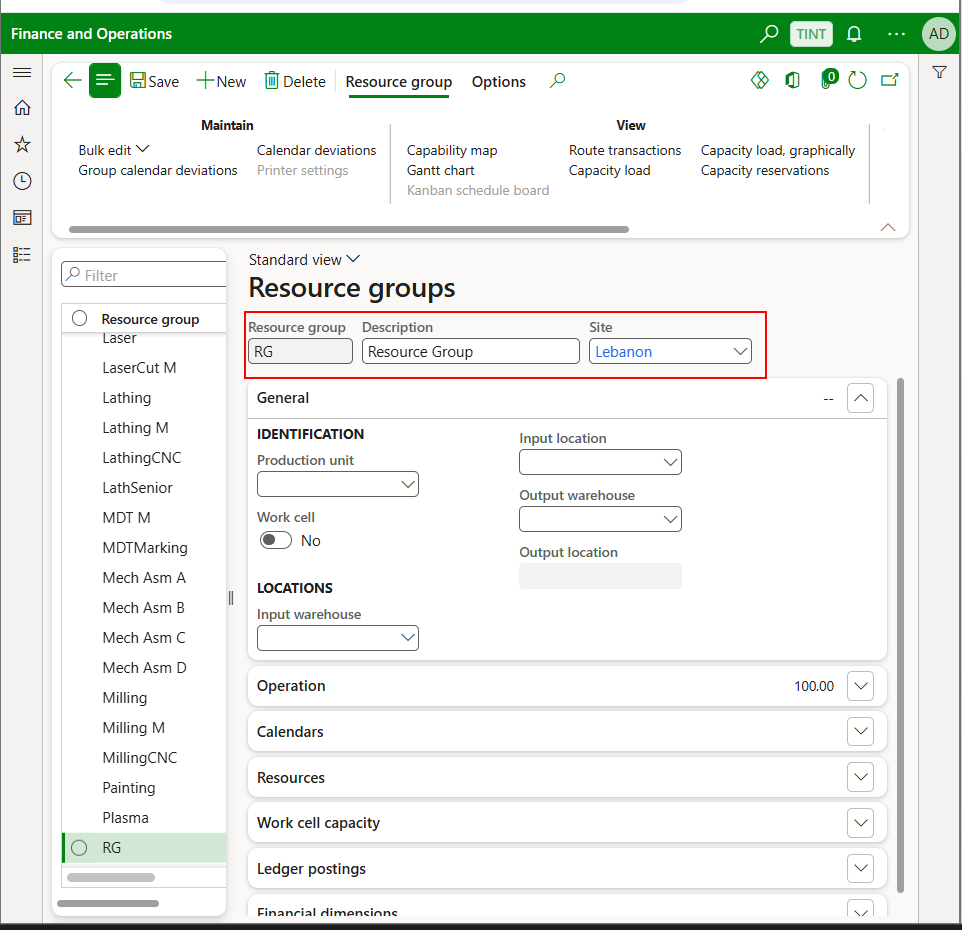 Finance and Operations
TINT
AD
Save
New
Delete
Resource group
Options
0
Maintain
Bulk edit
Group calendar deviations
Calendar deviations
Printer settings
View
Capability map
Gantt chart
Kanban schedule board
Route transactions
Capacity load
Capacity load, graphically
Capacity reservations
Filter
Resource group
Laser
LaserCut M
Lathing
Lathing M
LathingCNC
LathSenior
MDT M
MDTMarking
Mech Asm A
Mech Asm B
Mech Asm C
Mech Asm D
Milling
Milling M
MillingCNC
Painting
Plasma
RG
Standard view
Resource groups
Resource group
RG
Description
Resource Group
Site
Lebanon
General
--
IDENTIFICATION
Production unit
Work cell
No
LOCATIONS
Input warehouse
Input location
Output warehouse
Output location
Operation
100.00
Calendars
Resources
Work cell capacity
Ledger postings
Financial dimensions